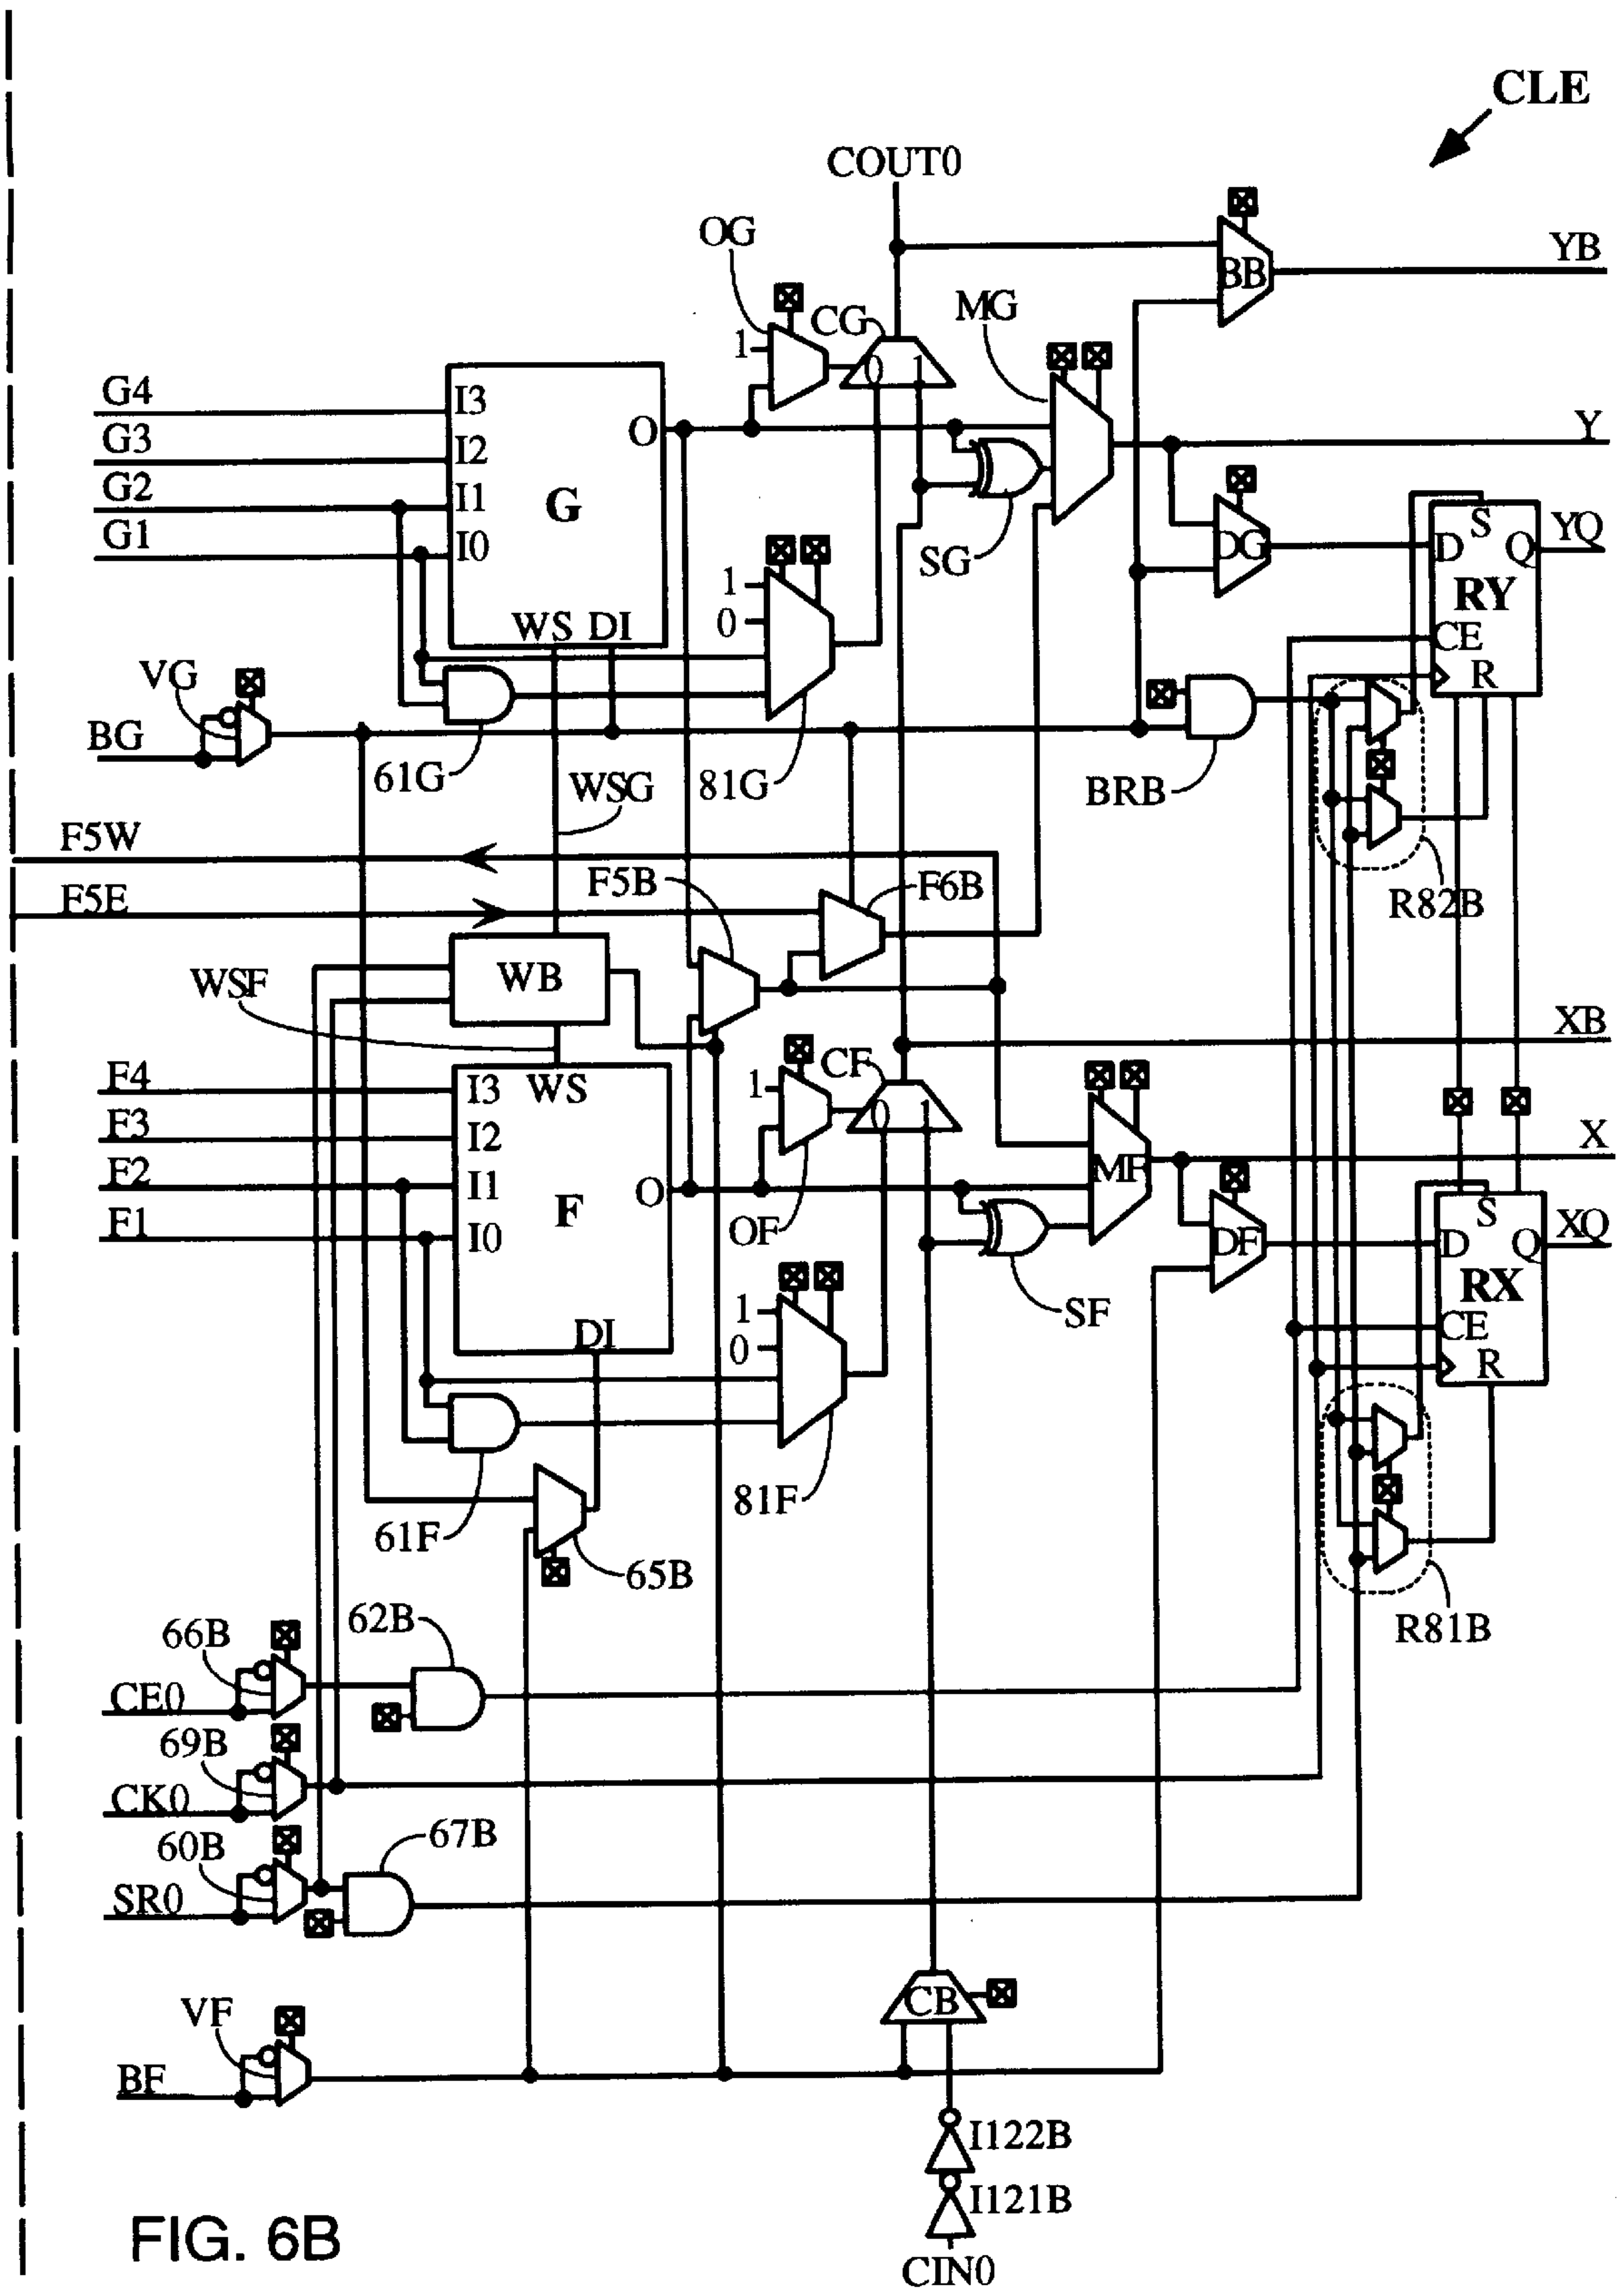 CLE
COUT0
OG
YB
BB
CG
MG
1
0 1
G4
I3
G3
I2
O
Y
G2
I1
G
G1
I0
SG
DG
S
YQ
D
Q
RY
1
0
WS DI
CE
VG
R
BG
61G
81G
BRB
WSG
F5W
F5B
F6B
F5E
R82B
WSF
WB
XB
F4
I3
WS
1
CF
0 1
F3
I2
X
F2
I1
O
MF
F
F1
I0
OF
DF
S
XQ
D
Q
SF
RX
1
DI
0
CE
R
61F
81F
65B
R81B
66B
62B
CE0
69B
CK0
60B
67B
SR0
CB
VF
BF
I122B
I121B
CIN0
FIG. 6B